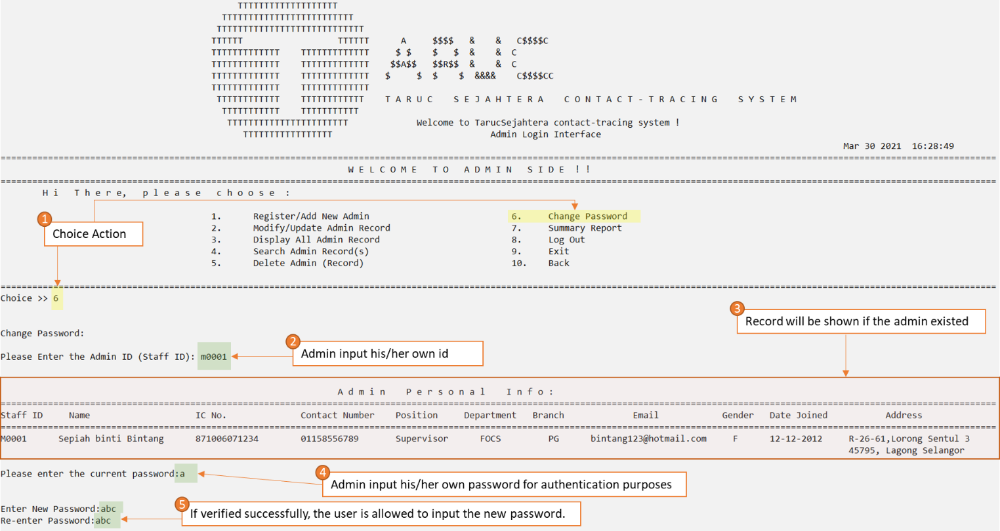 TTTTTTTTTTTTTTTTTTT
TTTTTTTTTTTTTTTTTTTTTTTTT
TTTTTTTTTTTTTTTTTTTTTTTTTTTT
TTTTTT TTTTTT A $$$$ & & C$$$$C
TTTTTTTTTTTTT TTTTTTTTTTTTT $ $ $ $ & & C
TTTTTTTTTTTTT TTTTTTTTTTTTT $$A$$ $$R$$ & & C
TTTTTTTTTTTTT TTTTTTTTTTTTT $ $ $ $ &&&& C$$$$CC
TTTTTTTTTTTTT TTTTTTTTTTTTT
TTTTTTTTTTTT TTTTTTTTTTTT T A R U C S E J A H T E R A C O N T A C T - T R A C I N G S Y S T E M
TTTTTTTTTTT TTTTTTTTTTT
TTTTTTTTTTTTTTTTTTTTTTT Welcome to TarucSejahtera contact-tracing system !
TTTTTTTTTTTTTTTTT Admin Login Interface
Mar 30 2021 16:28:49
W E L C O M E T O A D M I N S I D E ! !
H i T h e r e, p l e a s e c h o o s e :
1. Register/Add New Admin 6. Change Password
2. Modify/Update Admin Record 7. Summary Report
3. Display All Admin Record 8. Log Out
4. Search Admin Record(s) 9. Exit
5. Delete Admin (Record) 10. Back
1
Choice Action
Choice >> 6
3
Record will be shown if the admin existed
Change Password:
2
Admin input his/her own id
Please Enter the Admin ID (Staff ID): m0001
A d m i n P e r s o n a l I n f o :
Staff ID Name IC No. Contact Number Position Department Branch Email Gender Date Joined Address
M0001 Sepiah binti Bintang 871006071234 01158556789 Supervisor FOCS PG bintang123@hotmail.com F 12-12-2012 R-26-61,Lorong Sentul 3
45795, Lagong Selangor
Please enter the current password:a
4
Admin input his/her own password for authentication purposes
Enter New Password:abc
Re-enter Password:abc
5
If verified successfully, the user is allowed to input the new password.